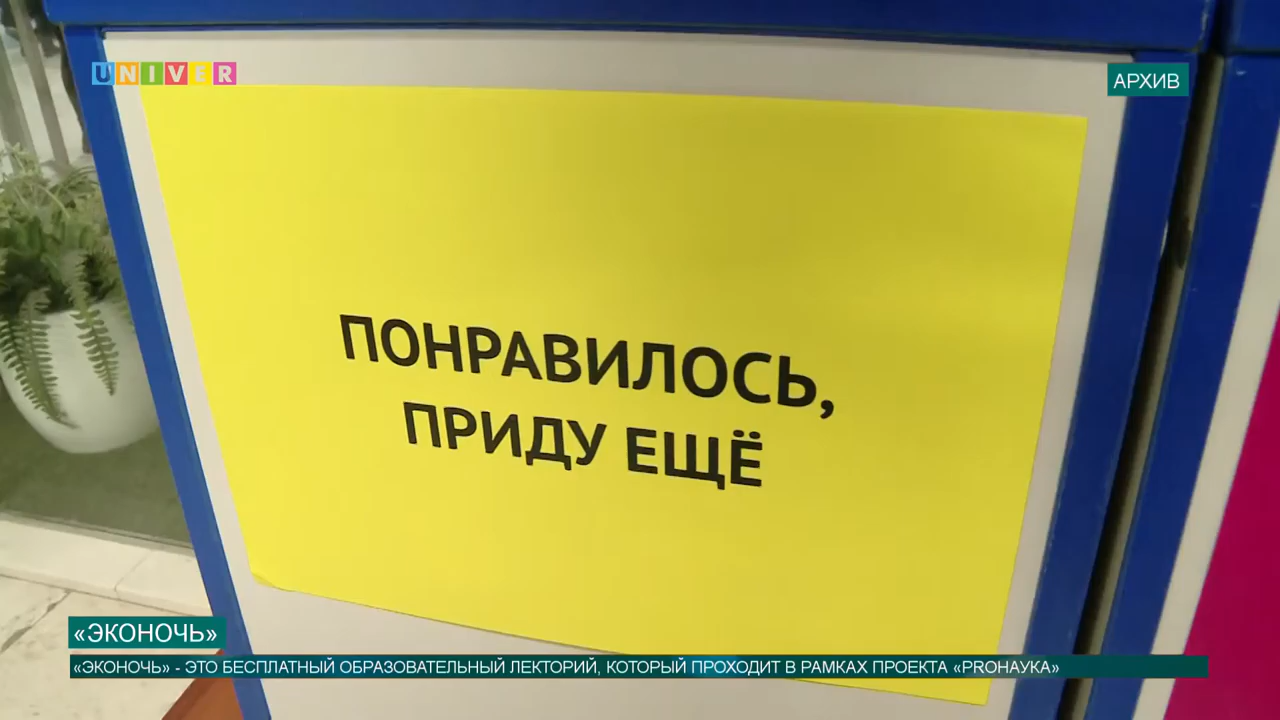 UNIVER
АРХИВ
ПОНРАВИЛОСЬ,
ПРИДУ ЕЩЁ
«ЭКОНОЧЬ»
«ЭКОНОЧЬ» - ЭТО БЕСПЛАТНЫЙ ОБРАЗОВАТЕЛЬНЫЙ ЛЕКТОРИЙ, КОТОРЫЙ ПРОХОДИТ В РАМКАХ ПРОЕКТА «PROНАУКА»